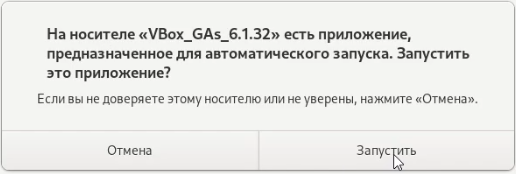 На носителе «VBox_GAs_6.1.32» есть приложение,
предназначенное для автоматического запуска. Запустить
это приложение?
Если вы не доверяете этому носителю или не уверены, нажмите «Отмена».
Отмена
Запустить